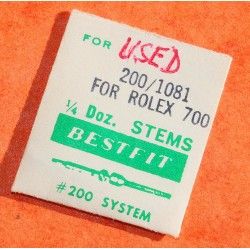 FOR USED
200/1081
FOR ROLEX 700
1/4 Doz. STEMS
BESTFIT
#200 SYSTEM